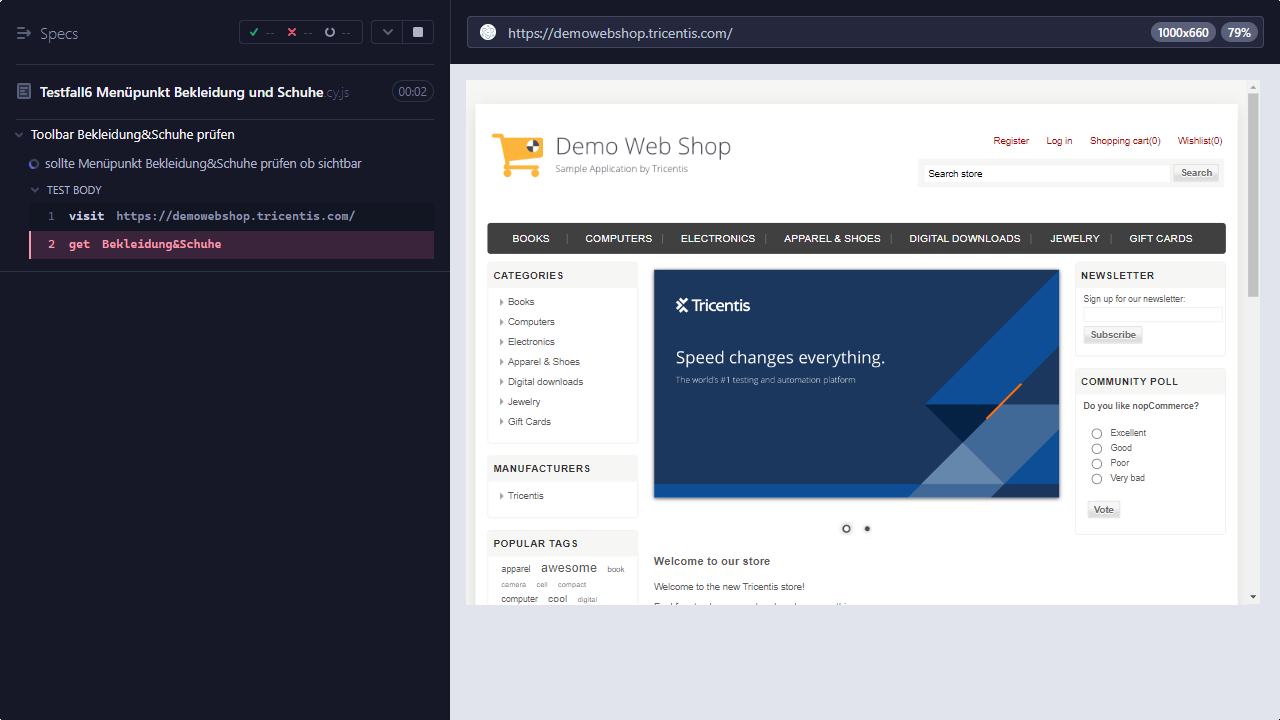 Specs
-- -- --
Testfall6 Menüpunkt Bekleidung und Schuhe.cy.js 00:02
Toolbar Bekleidung&Schuhe prüfen
sollte Menüpunkt Bekleidung&Schuhe prüfen ob sichtbar
TEST BODY
1 visit https://demowebshop.tricentis.com/
2 get Bekleidung&Schuhe
https://demowebshop.tricentis.com/ 1000x660 79%
Demo Web Shop
Sample Application by Tricentis
Register Log in Shopping cart(0) Wishlist(0)
Search store Search
BOOKS | COMPUTERS | ELECTRONICS | APPAREL & SHOES | DIGITAL DOWNLOADS | JEWELRY | GIFT CARDS
CATEGORIES
Books
Computers
Electronics
Apparel & Shoes
Digital downloads
Jewelry
Gift Cards
MANUFACTURERS
Tricentis
POPULAR TAGS
apparel awesome book
camera cell compact
computer cool digital
Tricentis
Speed changes everything.
The world's #1 testing and automation platform
Welcome to our store
Welcome to the new Tricentis store!
NEWSLETTER
Sign up for our newsletter:
Subscribe
COMMUNITY POLL
Do you like nopCommerce?
Excellent
Good
Poor
Very bad
Vote